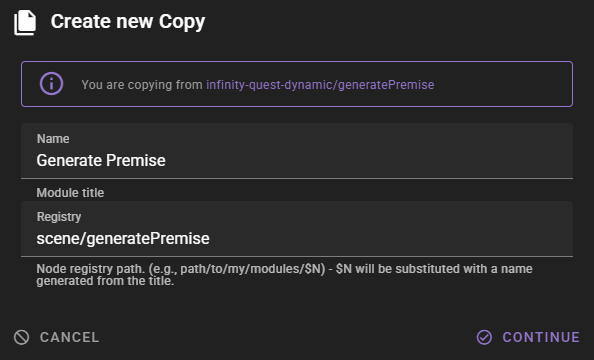 Create new Copy
You are copying from infinity-quest-dynamic/generatePremise
Name
Generate Premise
Module title
Registry
scene/generatePremise
Node registry path. (e.g., path/to/my/modules/$N) - $N will be substituted with a name
generated from the title.
CANCEL
CONTINUE